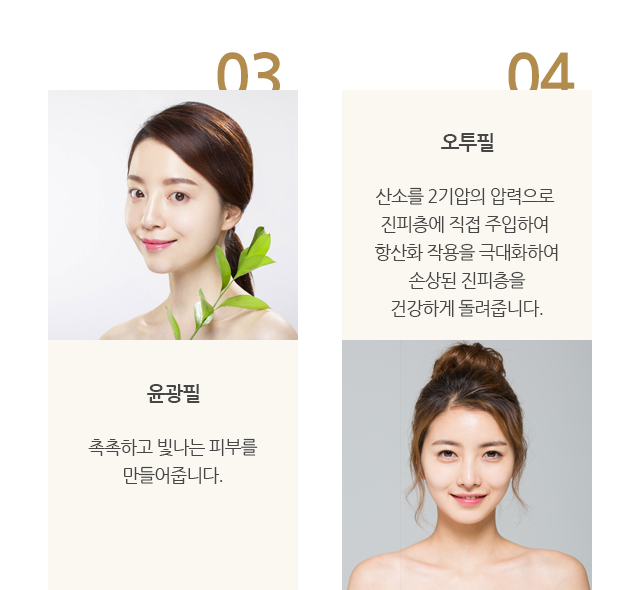 03
윤광필
촉촉하고 빛나는 피부를
만들어줍니다.
04
오투필
산소를 2기압의 압력으로
진피층에 직접 주입하여
항산화 작용을 극대화하여
손상된 진피층을
건강하게 돌려줍니다.